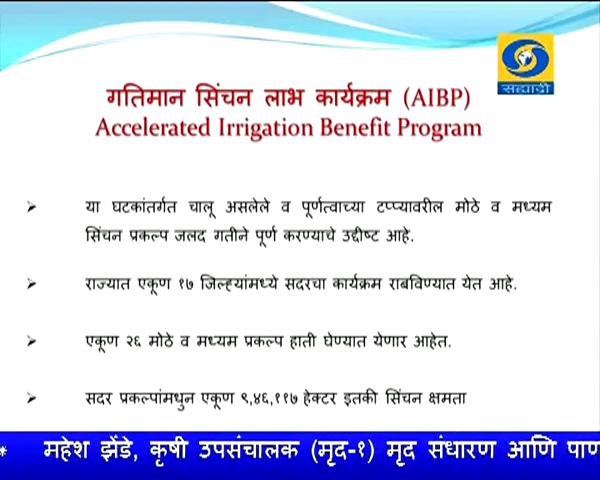 सह्याद्री
गतिमान सिंचन लाभ कार्यक्रम (AIBP)
Accelerated Irrigation Benefit Program
या घटकांतर्गत चालू असलेले व पूर्णत्वाच्या टप्प्यावरील मोठे व मध्यम
सिंचन प्रकल्प जलद गतीने पूर्ण करण्याचे उद्दीष्ट आहे.
राज्यात एकूण १७ जिल्ह्यांमध्ये सदरचा कार्यक्रम राबविण्यात येत आहे.
एकूण २६ मोठे व मध्यम प्रकल्प हाती घेण्यात येणार आहेत.
सदर प्रकल्पांमधुन एकूण ९,४६,११७ हेक्टर इतकी सिंचन क्षमता
* महेश झेंडे, कृषी उपसंचालक (मृद-१) मृद संधारण आणि पाण